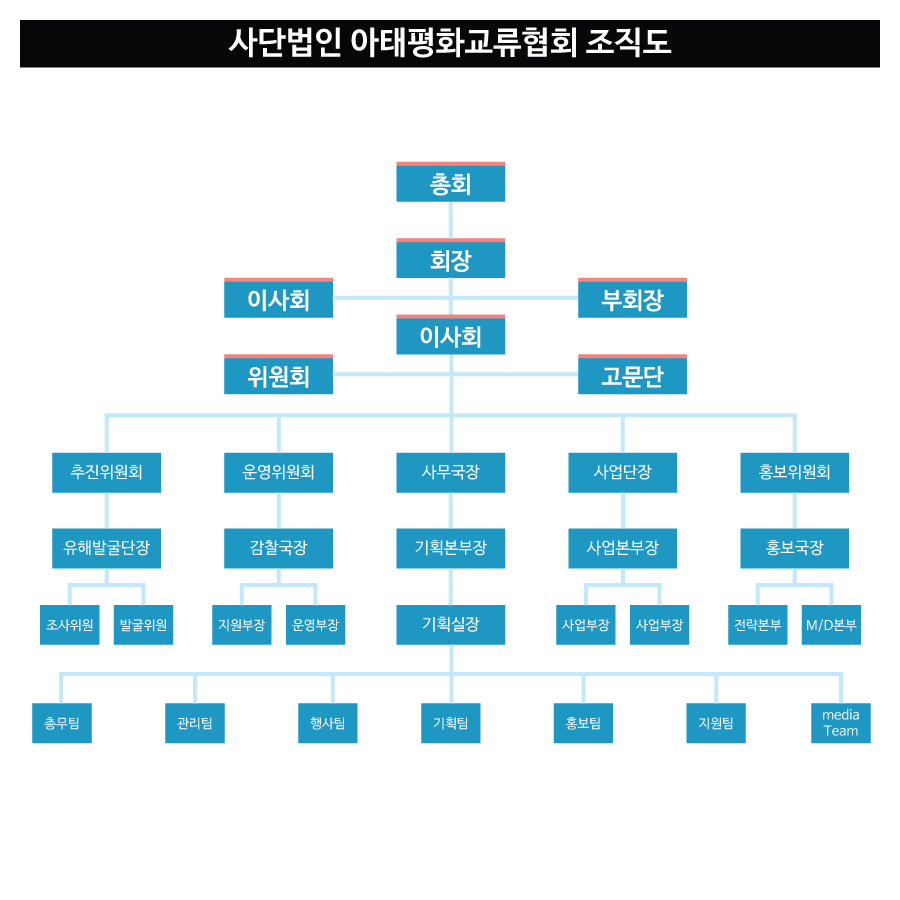 사단법인 아태평화교류협회 조직도
총회
회장
이사회
부회장
이사회
위원회
고문단
추진위원회
운영위원회
사무국장
사업단장
홍보위원회
유해발굴단장
감찰국장
기획본부장
사업본부장
홍보국장
조사위원
발굴위원
지원부장
운영부장
기획실장
사업부장
사업부장
전략본부
M/D본부
총무팀
관리팀
행사팀
기획팀
홍보팀
지원팀
media
Team